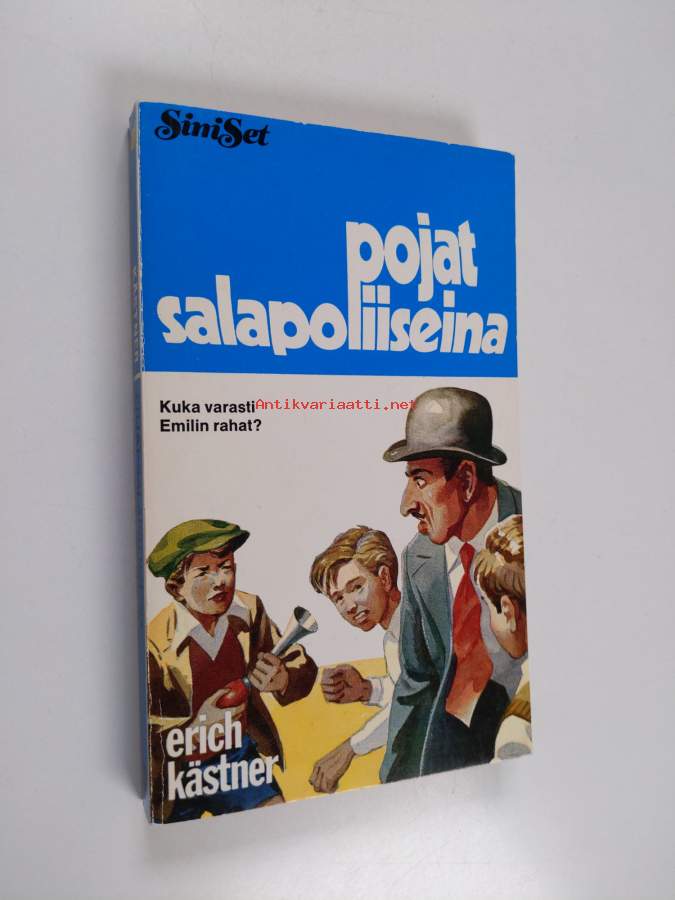 SiniSet
pojat
salapoliiseina
Kuka varasti
Emilin rahat?
Antikvariaatti.net
erich
kästner